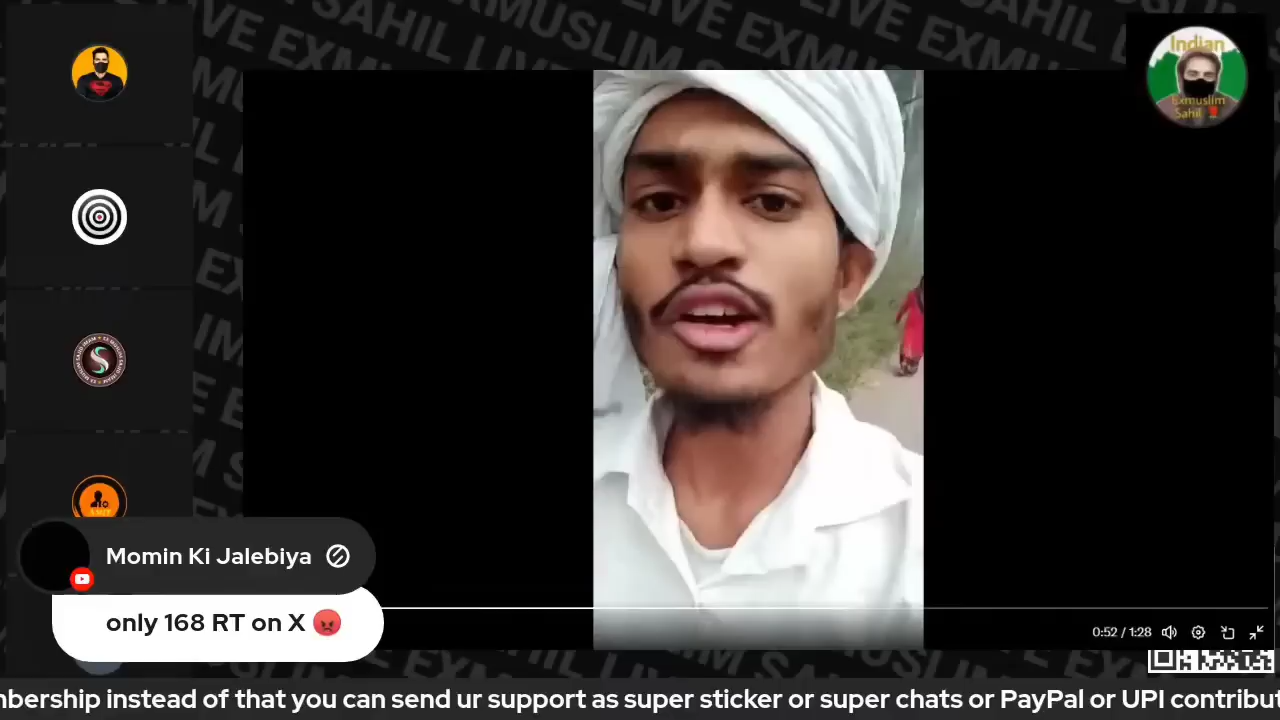 Indian
Exmuslim
Sahil
Momin Ki Jalebiya
only 168 RT on X 😡
0:52 / 1:28
nbership instead of that you can send ur support as super sticker or super chats or PayPal or UPI contribut